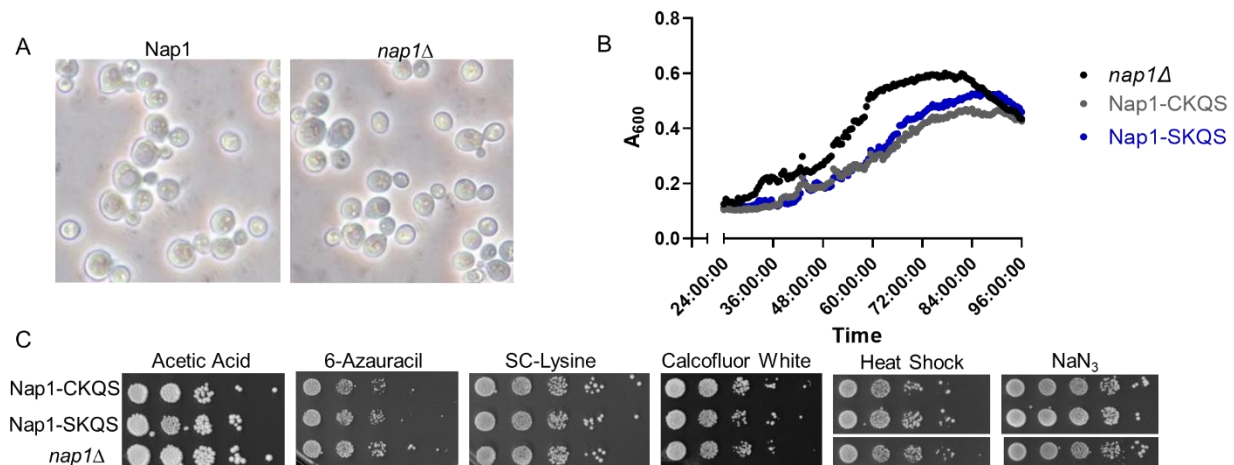 A
Nap1
nap1Δ
B
0.8
0.6
0.4
0.2
0.0
A600
24:00:00
36:00:00
48:00:00
60:00:00
72:00:00
84:00:00
96:00:00
Time
nap1Δ
Nap1-CKQS
Nap1-SKQS
C
Acetic Acid
6-Azauracil
SC-Lysine
Calcofluor White
Heat Shock
NaN3
Nap1-CKQS
Nap1-SKQS
nap1Δ